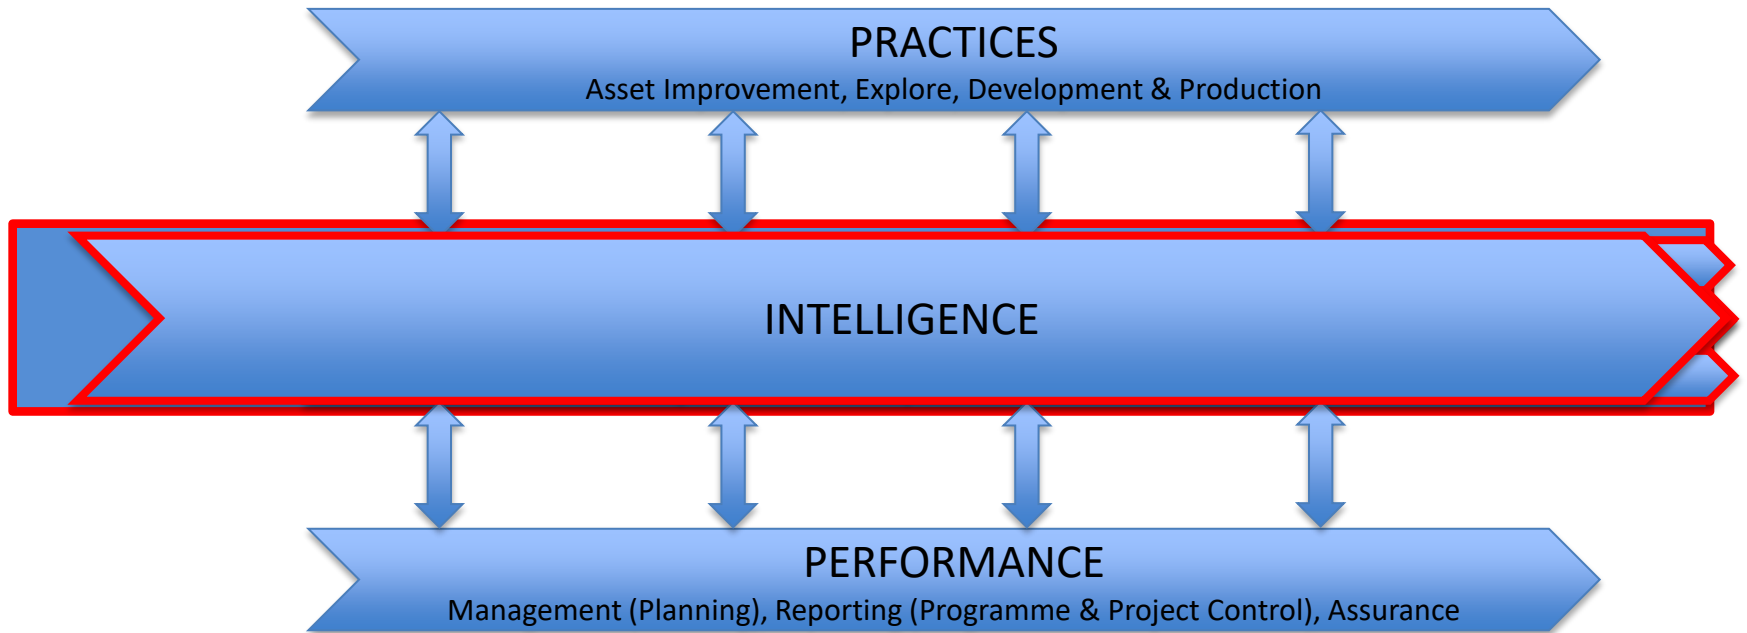 PRACTICES
Asset Improvement, Explore, Development & Production
INTELLIGENCE
PERFORMANCE
Management (Planning), Reporting (Programme & Project Control), Assurance